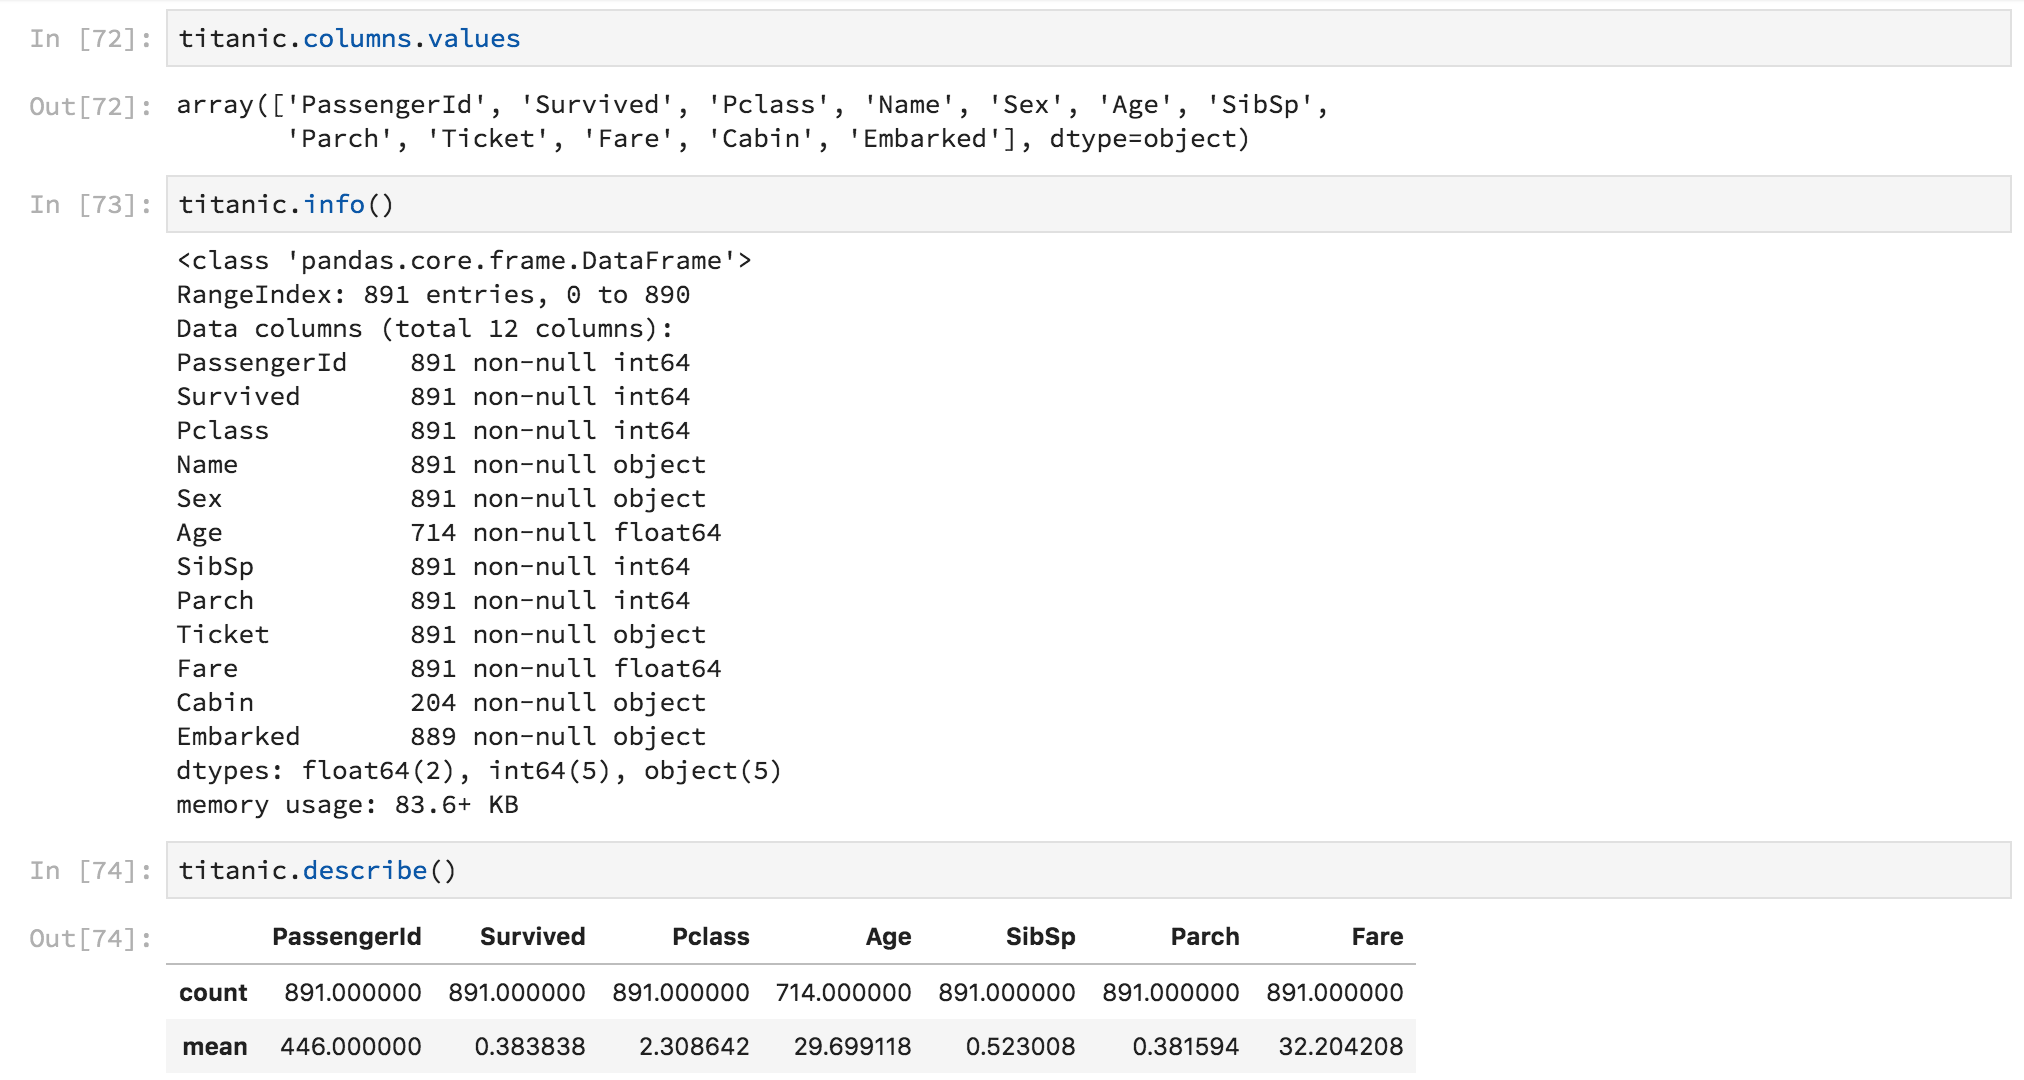 In [72]: titanic.columns.values
Out[72]: array(['PassengerId', 'Survived', 'Pclass', 'Name', 'Sex', 'Age', 'SibSp',
'Parch', 'Ticket', 'Fare', 'Cabin', 'Embarked'], dtype=object)
In [73]: titanic.info()
<class 'pandas.core.frame.DataFrame'>
RangeIndex: 891 entries, 0 to 890
Data columns (total 12 columns):
PassengerId    891 non-null int64
Survived       891 non-null int64
Pclass         891 non-null int64
Name           891 non-null object
Sex            891 non-null object
Age            714 non-null float64
SibSp          891 non-null int64
Parch          891 non-null int64
Ticket         891 non-null object
Fare           891 non-null float64
Cabin          204 non-null object
Embarked       889 non-null object
dtypes: float64(2), int64(5), object(5)
memory usage: 83.6+ KB
In [74]: titanic.describe()
Out[74]: PassengerId Survived Pclass Age SibSp Parch Fare
count 891.000000 891.000000 891.000000 714.000000 891.000000 891.000000 891.000000
mean 446.000000 0.383838 2.308642 29.699118 0.523008 0.381594 32.204208